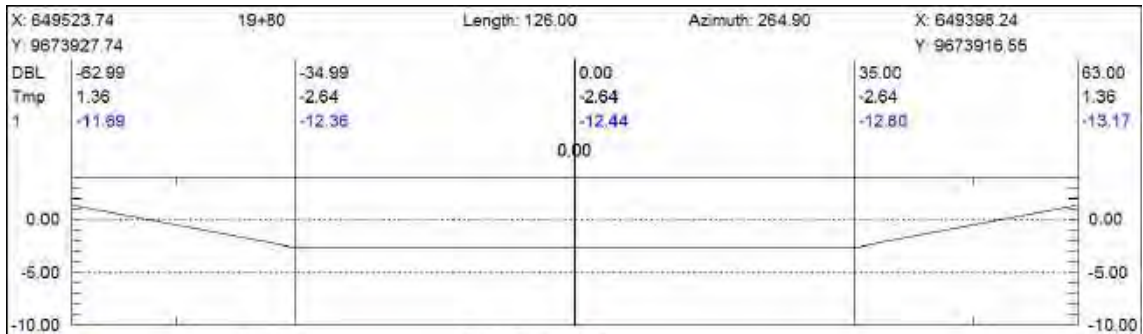 X: 649523.74 19+80 Length: 126.00 Azimuth: 264.90 X: 649398.24
Y: 9673927.74 Y: 9673916.55
DBL -62.99 -34.99 0.00 35.00 63.00
Tmp 1.36 -2.64 -2.64 -2.64 1.36
1 -11.69 -12.36 -12.44 -12.80 -13.17
0.00
0.00 0.00
-5.00 -5.00
-10.00 -10.00